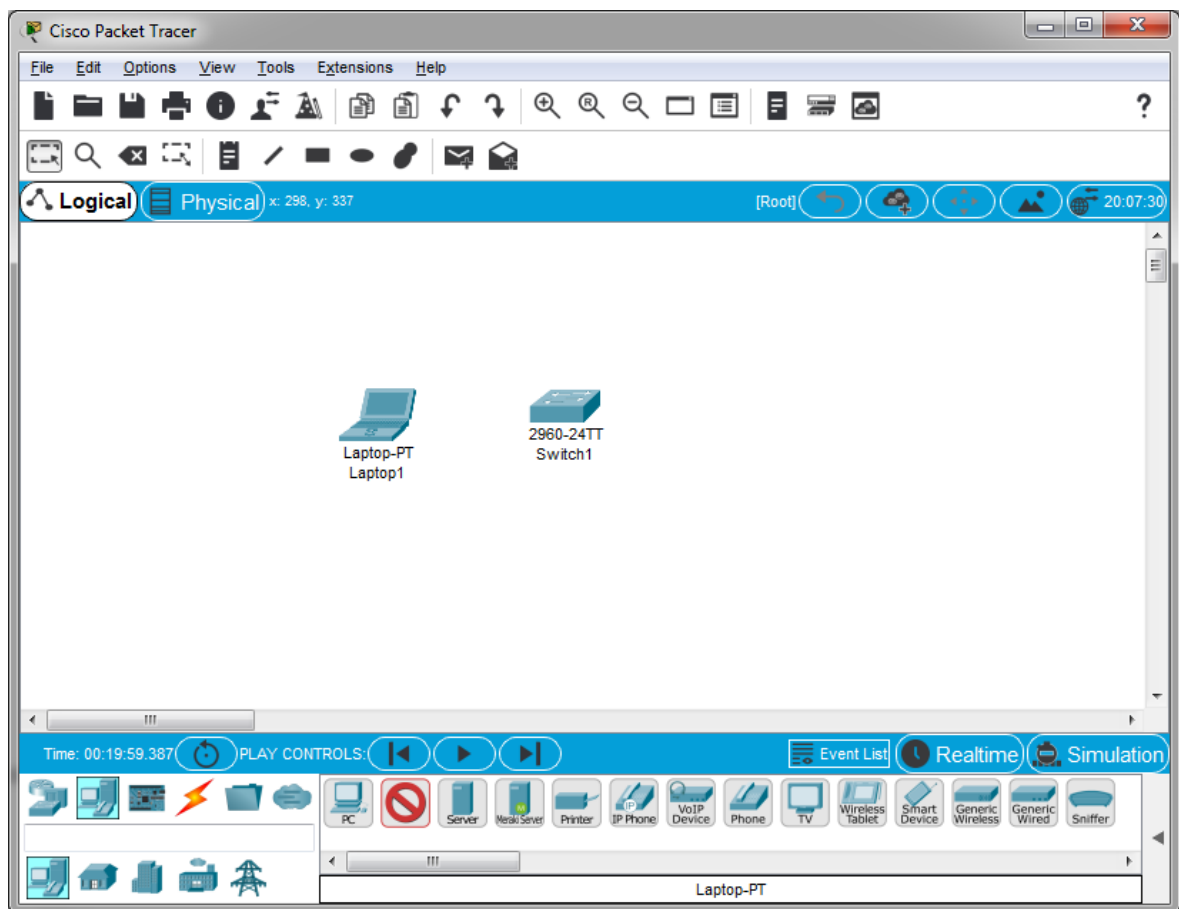 Cisco Packet Tracer
File Edit Options View Tools Extensions Help
?
Logical Physical x: 298, y: 337 [Root] 20:07:30
Laptop-PT
Laptop1
2960-24TT
Switch1
Time: 00:19:59.387 PLAY CONTROLS: Event List Realtime Simulation
PC
Server
Meraki Server
Printer
IP
IP Phone
VoIP
Device
Phone
TV
Wireless
Tablet
Smart
Device
Generic
Wireless
Generic
Wired
Sniffer
Laptop-PT